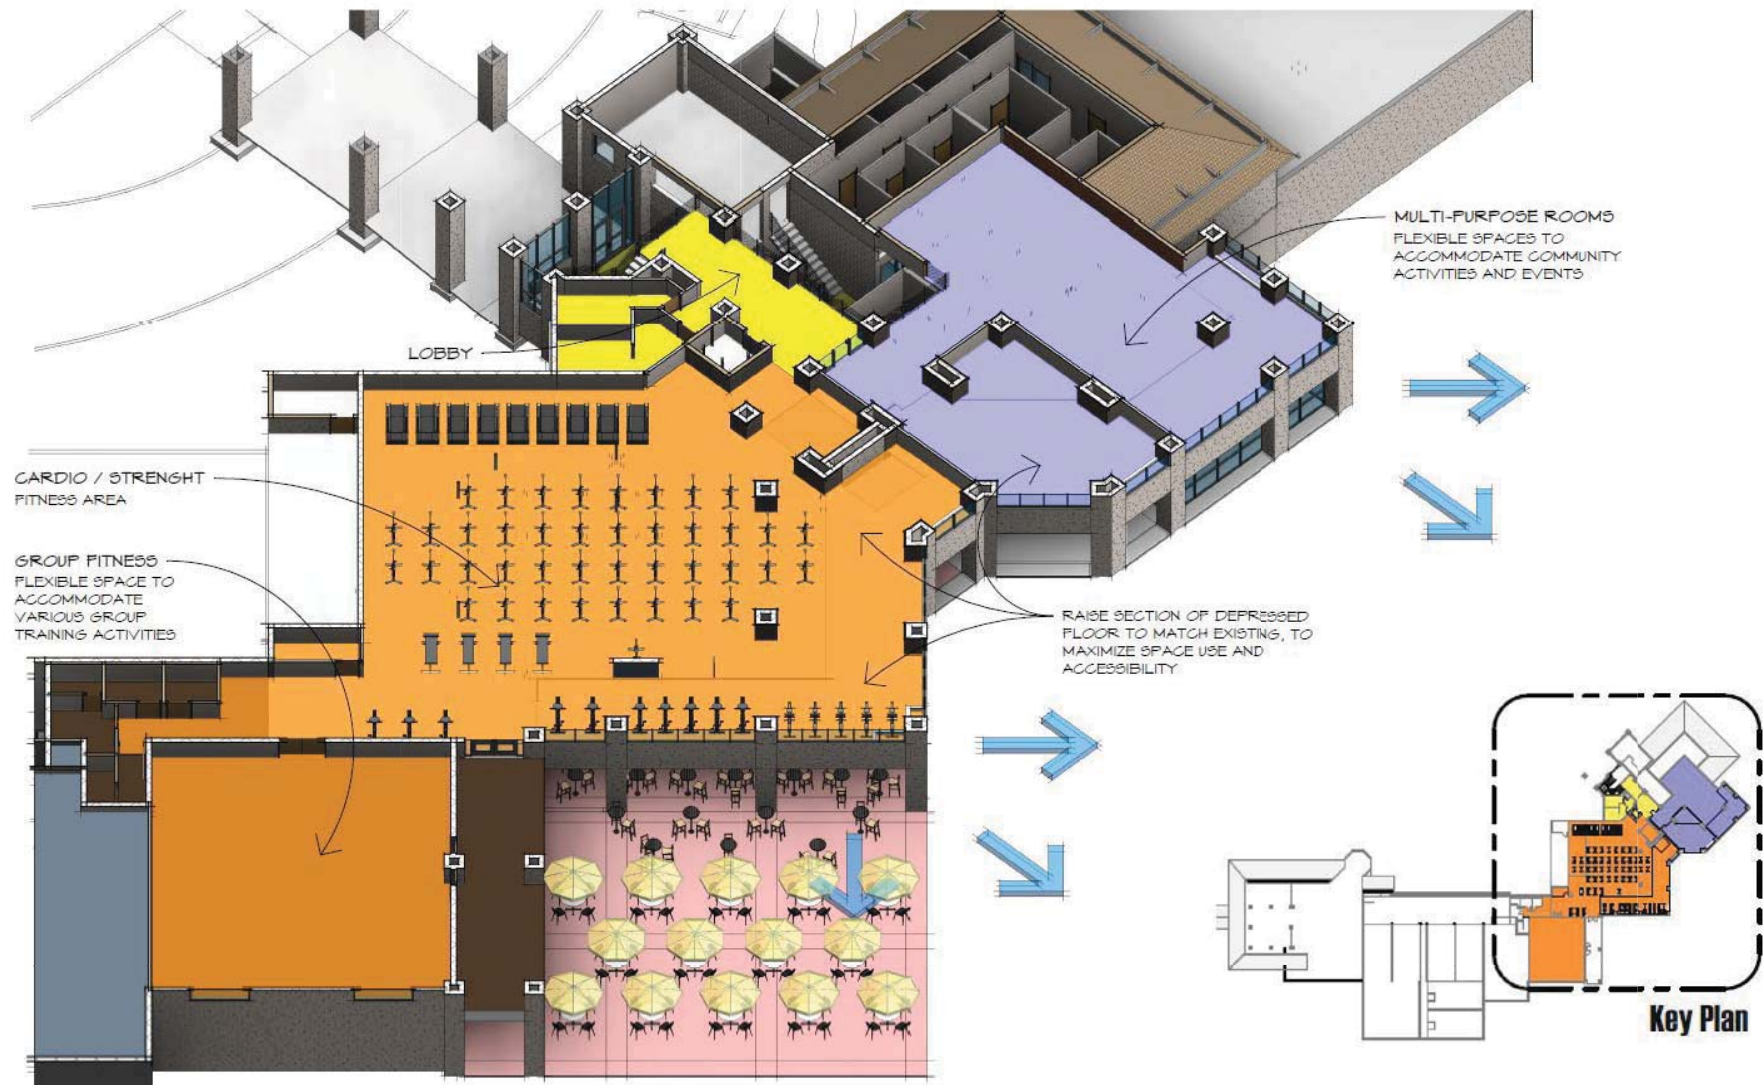 MULTI-PURPOSE ROOMS
FLEXIBLE SPACES TO
ACCOMMODATE COMMUNITY
ACTIVITIES AND EVENTS
LOBBY
CARDIO / STRENGHT
FITNESS AREA
GROUP FITNESS
FLEXIBLE SPACE TO
ACCOMMODATE
VARIOUS GROUP
TRAINING ACTIVITIES
RAISE SECTION OF DEPRESSED
FLOOR TO MATCH EXISTING, TO
MAXIMIZE SPACE USE AND
ACCESSIBILITY
Key Plan